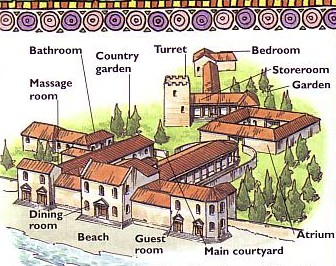 Bathroom
Country
garden
Turret
Bedroom
Storeroom
Garden
Massage
room
Dining
room
Beach
Guest
room
Main courtyard
Atrium